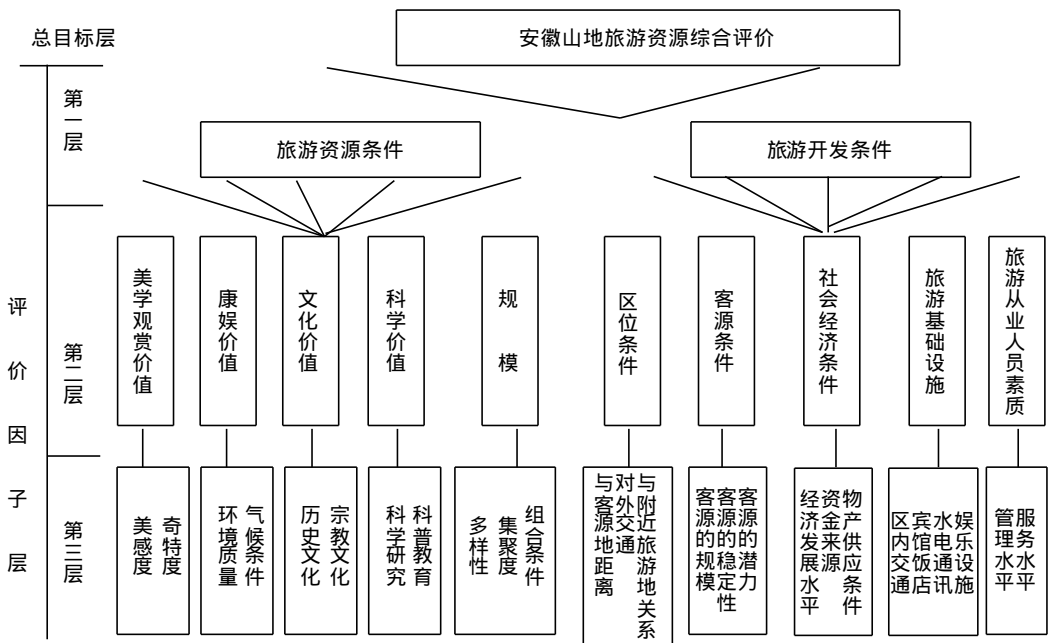 总目标层
安徽山地旅游资源综合评价
评价因子层
第一层
旅游资源条件
旅游开发条件
第二层
美学观赏价值
康娱价值
文化价值
科学价值
规模
区位条件
客源条件
社会经济条件
旅游基础设施
旅游从业人员素质
第三层
美感度
奇特度
环境质量
气候条件
历史文化
宗教文化
科学研究
科普教育
多样性
集聚度
组合条件
与客源地距离
对外交通
与附近旅游地关系
客源的规模
客源的稳定性
客源的潜力
经济发展水平
资金来源
物产供应条件
区内交通
宾馆饭店
水电通讯
娱乐设施
管理水平
服务水平